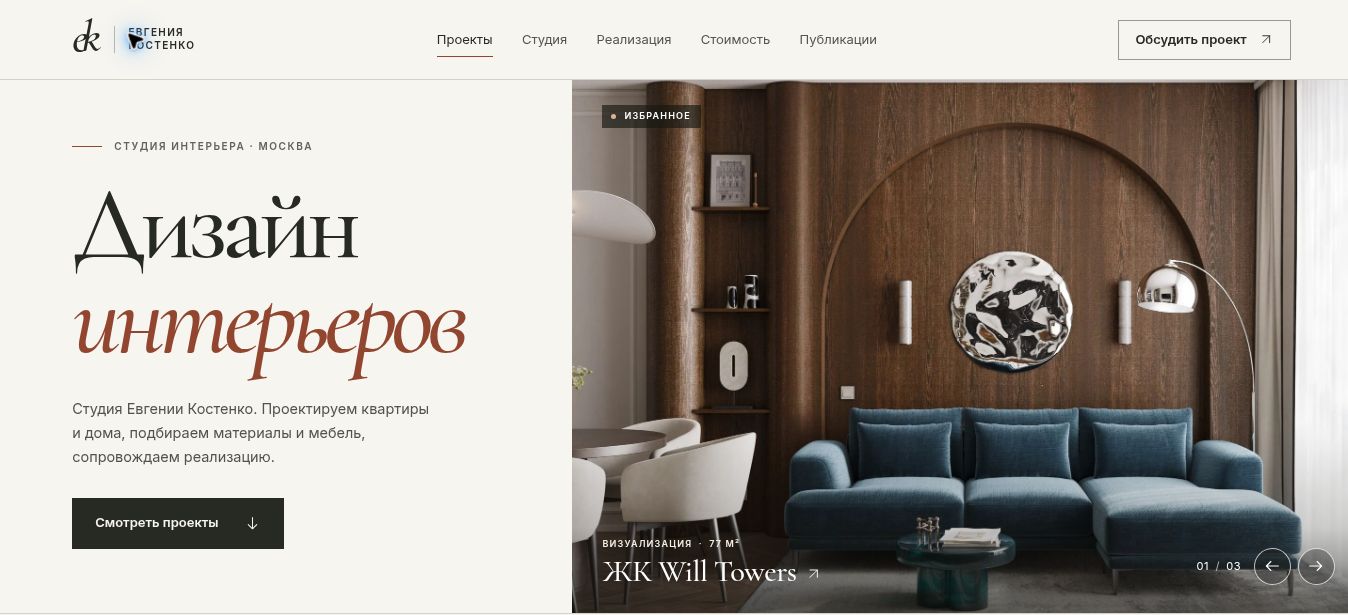 ek
ЕВГЕНИЯ
КОСТЕНКО
Проекты
Студия
Реализация
Стоимость
Публикации
Обсудить проект
ИЗБРАННОЕ
СТУДИЯ ИНТЕРЬЕРА · МОСКВА
Дизайн
интерьеров
Студия Евгении Костенко. Проектируем квартиры
и дома, подбираем материалы и мебель,
сопровождаем реализацию.
Смотреть проекты
ВИЗУАЛИЗАЦИЯ · 77 М²
ЖК Will Towers
01 / 03